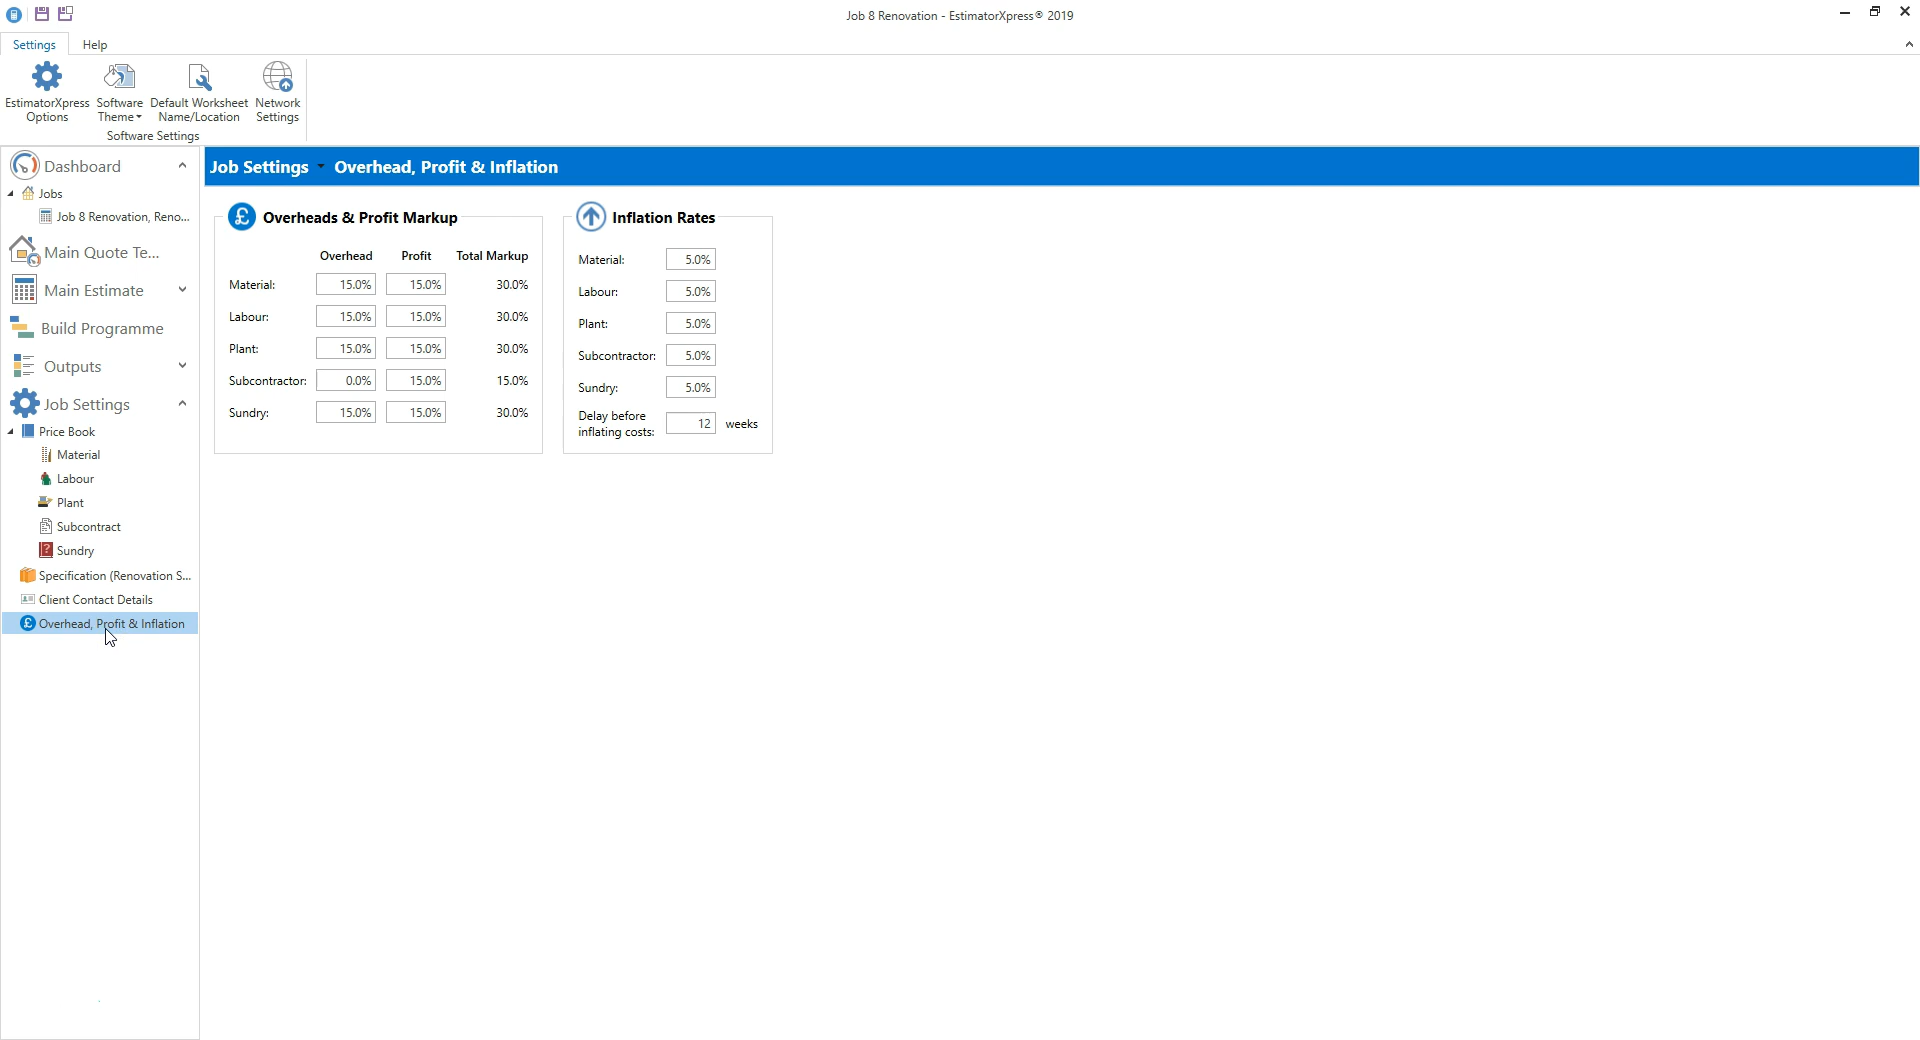 Job 8 Renovation - EstimatorXpress® 2019
Settings Help
EstimatorXpress Options
Software Theme
Default Worksheet Name/Location
Network Settings
Software Settings
Dashboard
Jobs
Job 8 Renovation, Reno...
Main Quote Te...
Main Estimate
Build Programme
Outputs
Job Settings
Price Book
Material
Labour
Plant
Subcontract
Sundry
Specification (Renovation S...
Client Contact Details
Overhead, Profit & Inflation
Job Settings Overhead, Profit & Inflation
Overheads & Profit Markup
Overhead Profit Total Markup
Material: 15.0% 15.0% 30.0%
Labour: 15.0% 15.0% 30.0%
Plant: 15.0% 15.0% 30.0%
Subcontractor: 0.0% 15.0% 15.0%
Sundry: 15.0% 15.0% 30.0%
Inflation Rates
Material: 5.0%
Labour: 5.0%
Plant: 5.0%
Subcontractor: 5.0%
Sundry: 5.0%
Delay before
inflating costs: 12 weeks